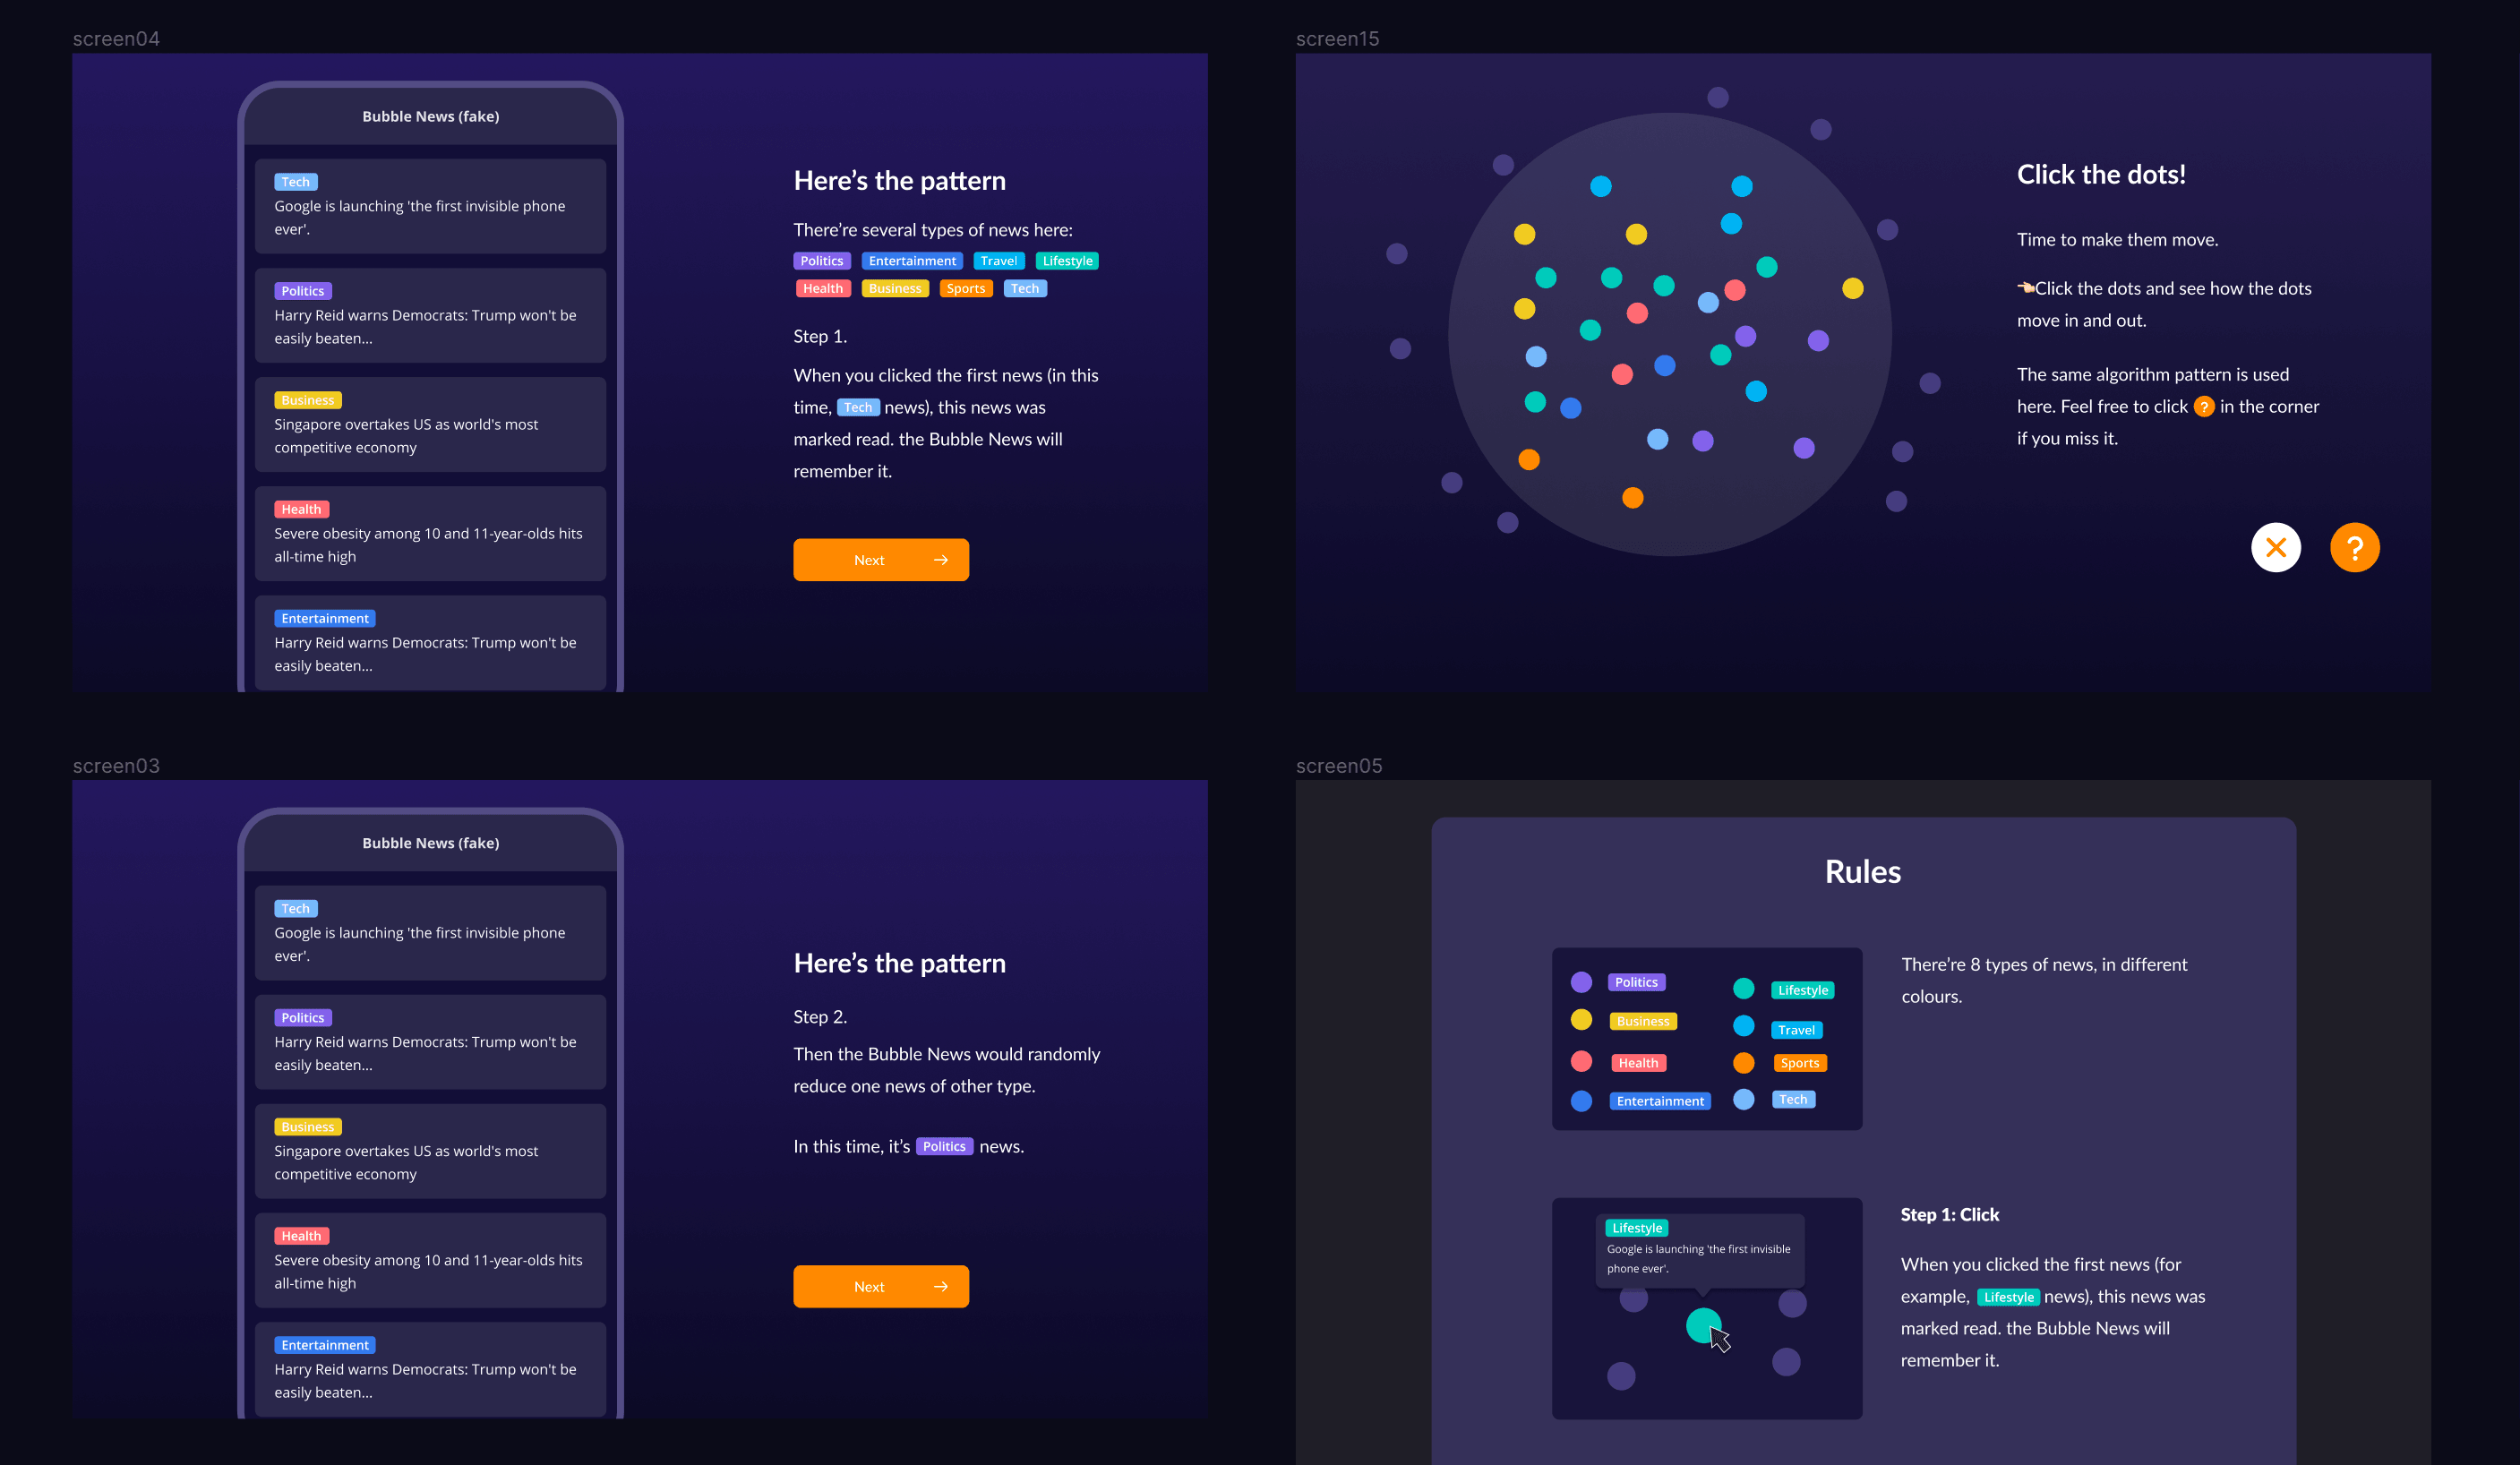 screen04
Bubble News (fake)
Tech
Google is launching 'the first invisible phone
ever'.
Politics
Harry Reid warns Democrats: Trump won't be
easily beaten...
Business
Singapore overtakes US as world's most
competitive economy
Health
Severe obesity among 10 and 11-year-olds hits
all-time high
Entertainment
Harry Reid warns Democrats: Trump won't be
easily beaten...
Here's the pattern
There're several types of news here:
Politics Entertainment Travel Lifestyle
Health Business Sports Tech
Step 1.
When you clicked the first news (in this
time, Tech news), this news was
marked read. the Bubble News will
remember it.
Next →
screen15
Click the dots!
Time to make them move.
👈🏻Click the dots and see how the dots
move in and out.
The same algorithm pattern is used
here. Feel free to click ? in the corner
if you miss it.
?
screen03
Bubble News (fake)
Tech
Google is launching 'the first invisible phone
ever'.
Politics
Harry Reid warns Democrats: Trump won't be
easily beaten...
Business
Singapore overtakes US as world's most
competitive economy
Health
Severe obesity among 10 and 11-year-olds hits
all-time high
Entertainment
Harry Reid warns Democrats: Trump won't be
easily beaten...
Here's the pattern
Step 2.
Then the Bubble News would randomly
reduce one news of other type.
In this time, it's Politics news.
Next →
screen05
Rules
Politics Lifestyle
Business Travel
Health Sports
Entertainment Tech
There're 8 types of news, in different
colours.
Lifestyle
Google is launching 'the first invisible
phone ever'.
Step 1: Click
When you clicked the first news (for
example, Lifestyle news), this news was
marked read. the Bubble News will
remember it.